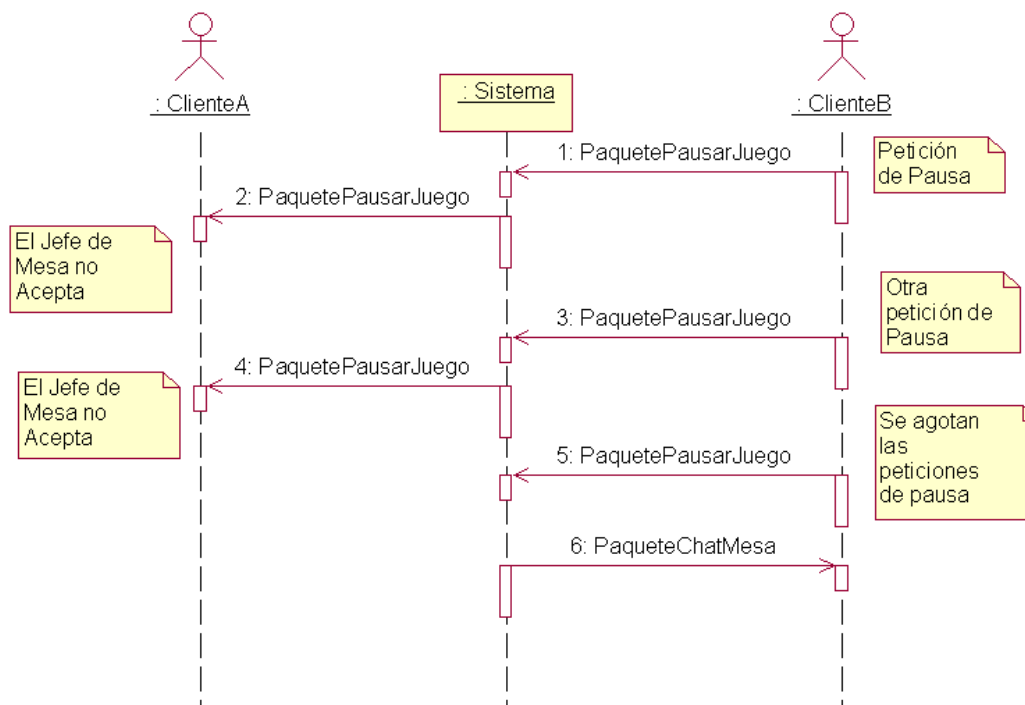 : ClienteA
: Sistema
: ClienteB
1: PaquetePausarJuego
Petición
de Pausa
2: PaquetePausarJuego
El Jefe de
Mesa no
Acepta
Otra
petición de
Pausa
3: PaquetePausarJuego
4: PaquetePausarJuego
El Jefe de
Mesa no
Acepta
Se agotan
las
peticiones
de pausa
5: PaquetePausarJuego
6: PaqueteChatMesa